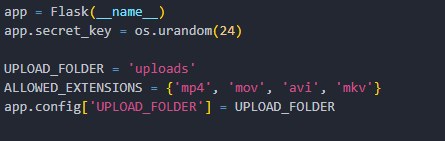 app = Flask(__name__)
app.secret_key = os.urandom(24)
UPLOAD_FOLDER = 'uploads'
ALLOWED_EXTENSIONS = {'mp4', 'mov', 'avi', 'mkv'}
app.config['UPLOAD_FOLDER'] = UPLOAD_FOLDER